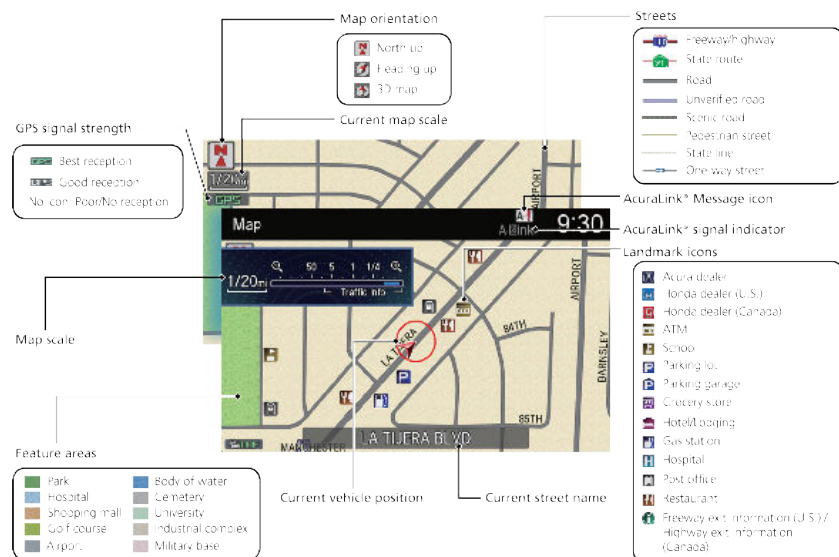 Map orientation
North up
Heading up
3D map
Current map scale
Streets
Freeway/highway
State route
Road
Unverified road
Scenic road
Pedestrian street
State line
One-way street
GPS signal strength
Best reception
Good reception
No icon: Poor/No reception
N
1/20mi
GPS
AIRPORT
AcuraLink® Message icon
AcuraLink® signal indicator
Map
9:30
Landmark icons
Acura dealer
Honda dealer (U.S.)
Honda dealer (Canada)
ATM
School
Parking lot
Parking garage
Grocery store
Hotel/Lodging
Gas station
Hospital
Post office
Restaurant
Freeway exit information (U.S.) /
Highway exit information
(Canada)
50 5 1 1/4
1/20mi
Traffic Info
Map scale
LA TIJERA
84TH
AIRPORT
BARNSLEY
P
85TH
MANCHESTER
LA TIJERA BLVD
Feature areas
Park
Hospital
Shopping mall
Golf course
Airport
Body of water
Cemetery
University
Industrial complex
Military base
Current vehicle position
Current street name